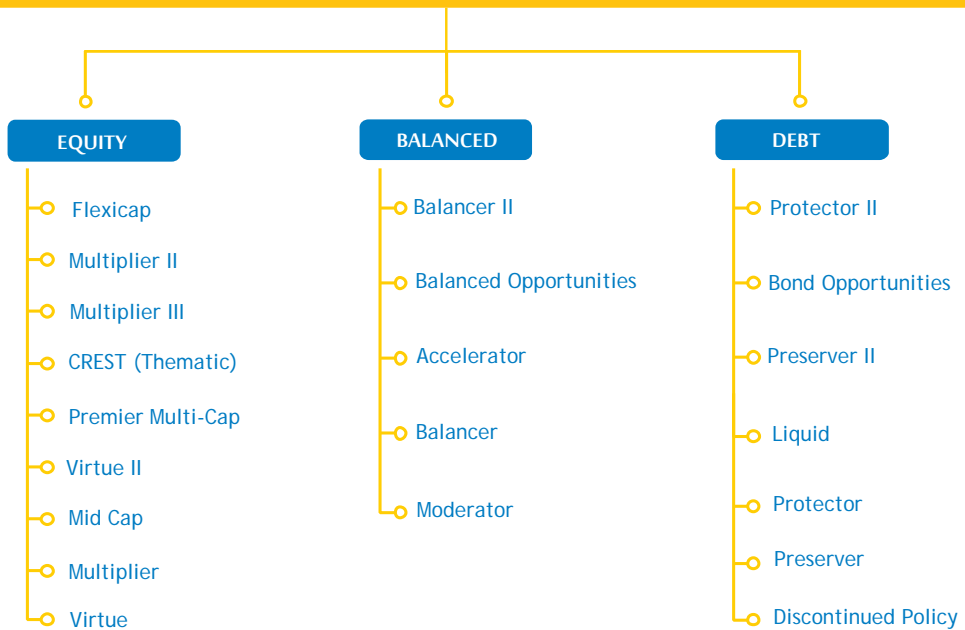 EQUITY
Flexicap
Multiplier II
Multiplier III
CREST (Thematic)
Premier Multi-Cap
Virtue II
Mid Cap
Multiplier
Virtue
BALANCED
Balancer II
Balanced Opportunities
Accelerator
Balancer
Moderator
DEBT
Protector II
Bond Opportunities
Preserver II
Liquid
Protector
Preserver
Discontinued Policy